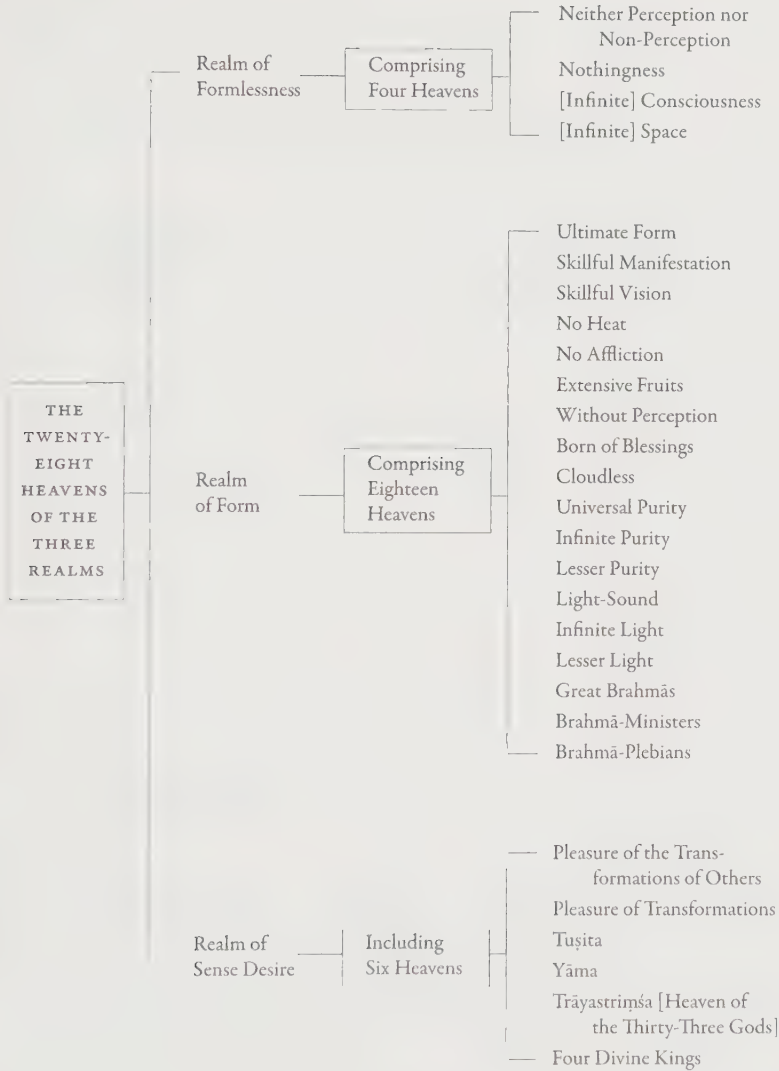 THE
TWENTY-
EIGHT
HEAVENS
OF THE
THREE
REALMS
Realm of
Formlessness
Comprising
Four Heavens
Neither Perception nor
Non-Perception
Nothingness
[Infinite] Consciousness
[Infinite] Space
Realm
of Form
Comprising
Eighteen
Heavens
Ultimate Form
Skillful Manifestation
Skillful Vision
No Heat
No Affliction
Extensive Fruits
Without Perception
Born of Blessings
Cloudless
Universal Purity
Infinite Purity
Lesser Purity
Light-Sound
Infinite Light
Lesser Light
Great Brahmās
Brahmā-Ministers
Brahmā-Plebians
Realm of
Sense Desire
Including
Six Heavens
Pleasure of the Trans-
formations of Others
Pleasure of Transformations
Tuṣita
Yāma
Trāyastriṃśa [Heaven of
the Thirty-Three Gods]
Four Divine Kings